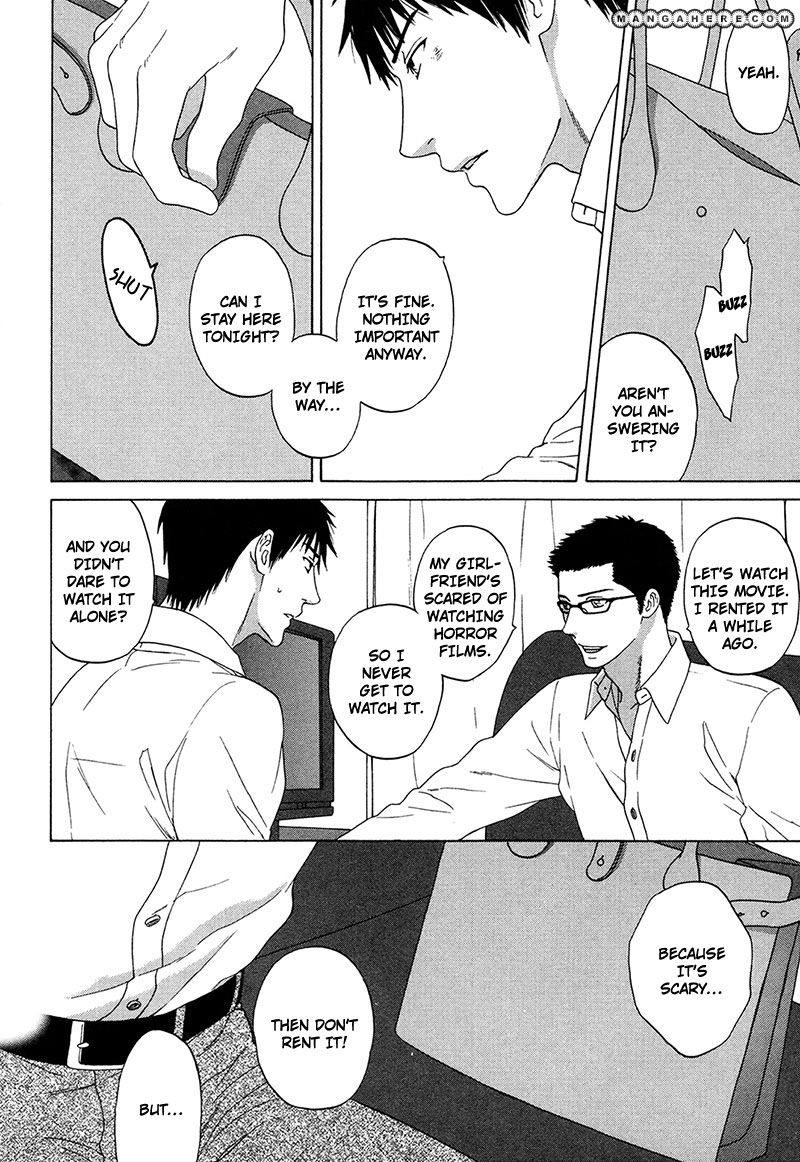 MANGAHERE.COM
YEAH.
BUZZ
BUZZ
AREN'T
YOU AN-
SWERING
IT?
IT'S FINE.
NOTHING
IMPORTANT
ANYWAY.
BY THE
WAY...
CAN I
STAY HERE
TONIGHT?
SHUT
LET'S WATCH
THIS MOVIE.
I RENTED IT
A WHILE
AGO.
MY GIRL-
FRIEND'S
SCARED OF
WATCHING
HORROR
FILMS.
SO I
NEVER
GET TO
WATCH IT.
AND YOU
DIDN'T
DARE TO
WATCH IT
ALONE?
BECAUSE
IT'S
SCARY...
THEN DON'T
RENT IT!
BUT...